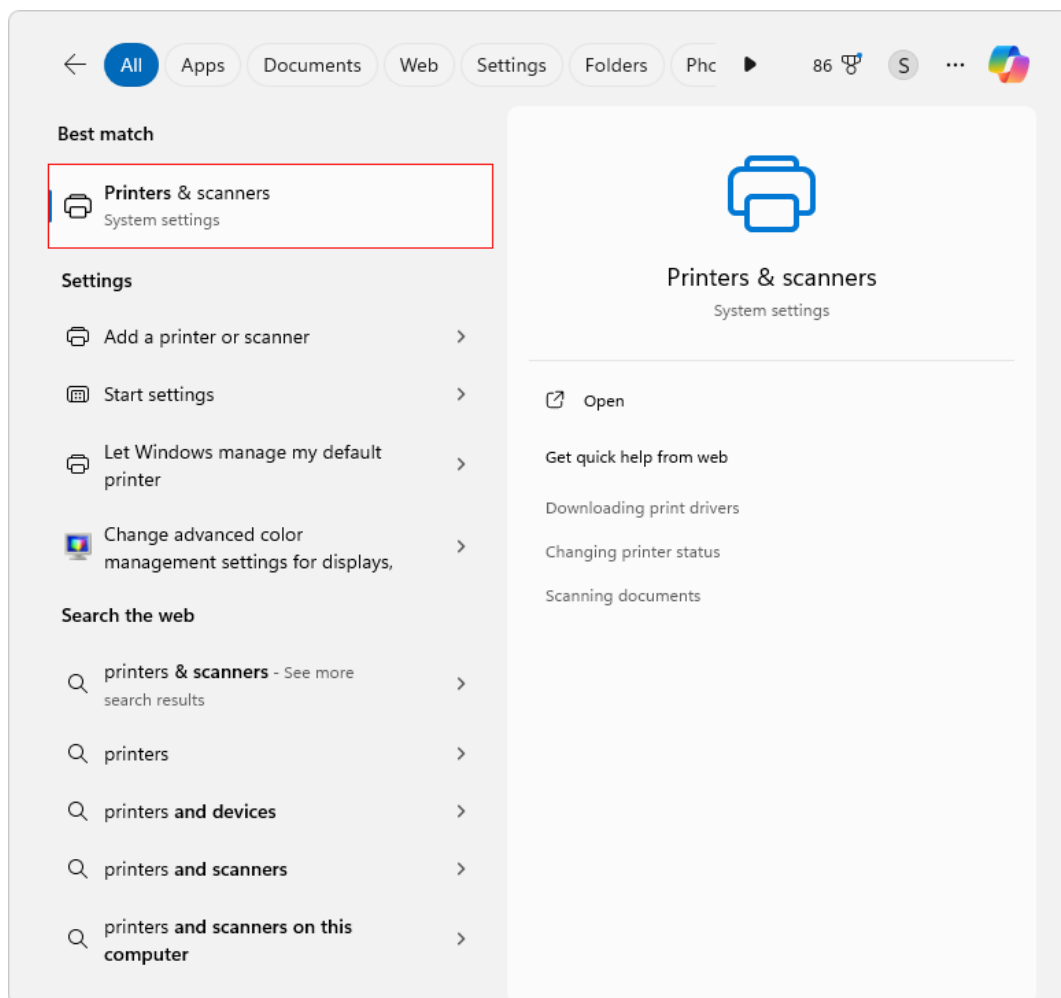 All Apps Documents Web Settings Folders Phc 86 S ...
Best match
Printers & scanners
System settings
Settings
Add a printer or scanner
Start settings
Let Windows manage my default
printer
Change advanced color
management settings for displays,
Search the web
printers & scanners - See more
search results
printers
printers and devices
printers and scanners
printers and scanners on this
computer
Printers & scanners
System settings
Open
Get quick help from web
Downloading print drivers
Changing printer status
Scanning documents